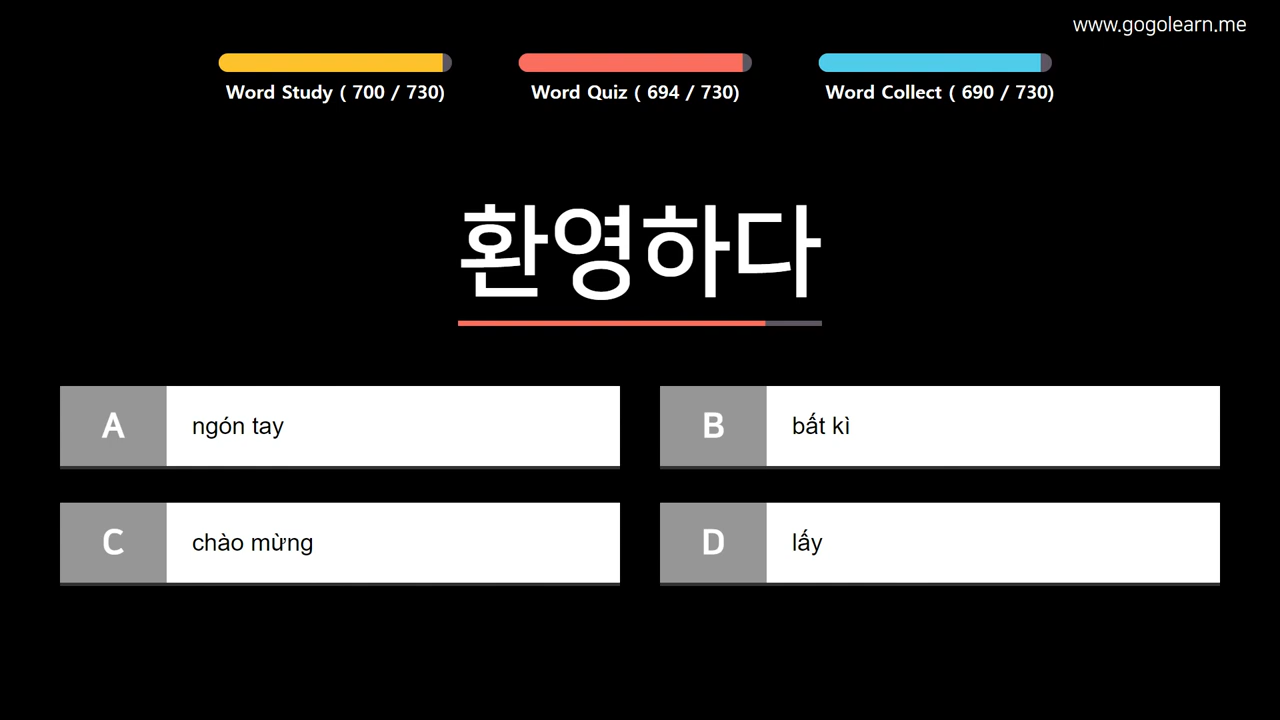 www.gogolearn.me
Word Study ( 700 / 730)
Word Quiz ( 694 / 730)
Word Collect ( 690 / 730)
환영하다
A ngón tay
B bất kì
C chào mừng
D lấy